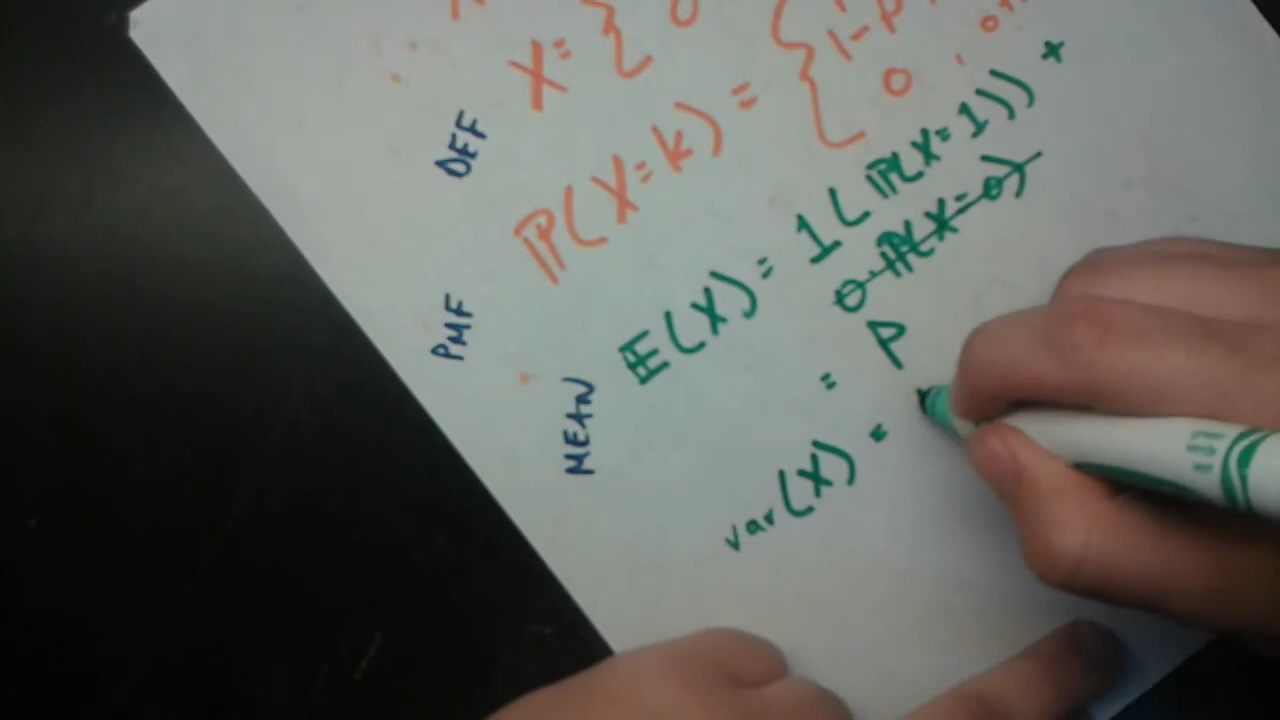 DEF X = { 0
1-P
0 , 
PMF ℙ(X=k) = {
MEAN 𝔼(X) = 1(ℙ(X=1)) +
0·ℙ(X=0)
= P
var(X) =